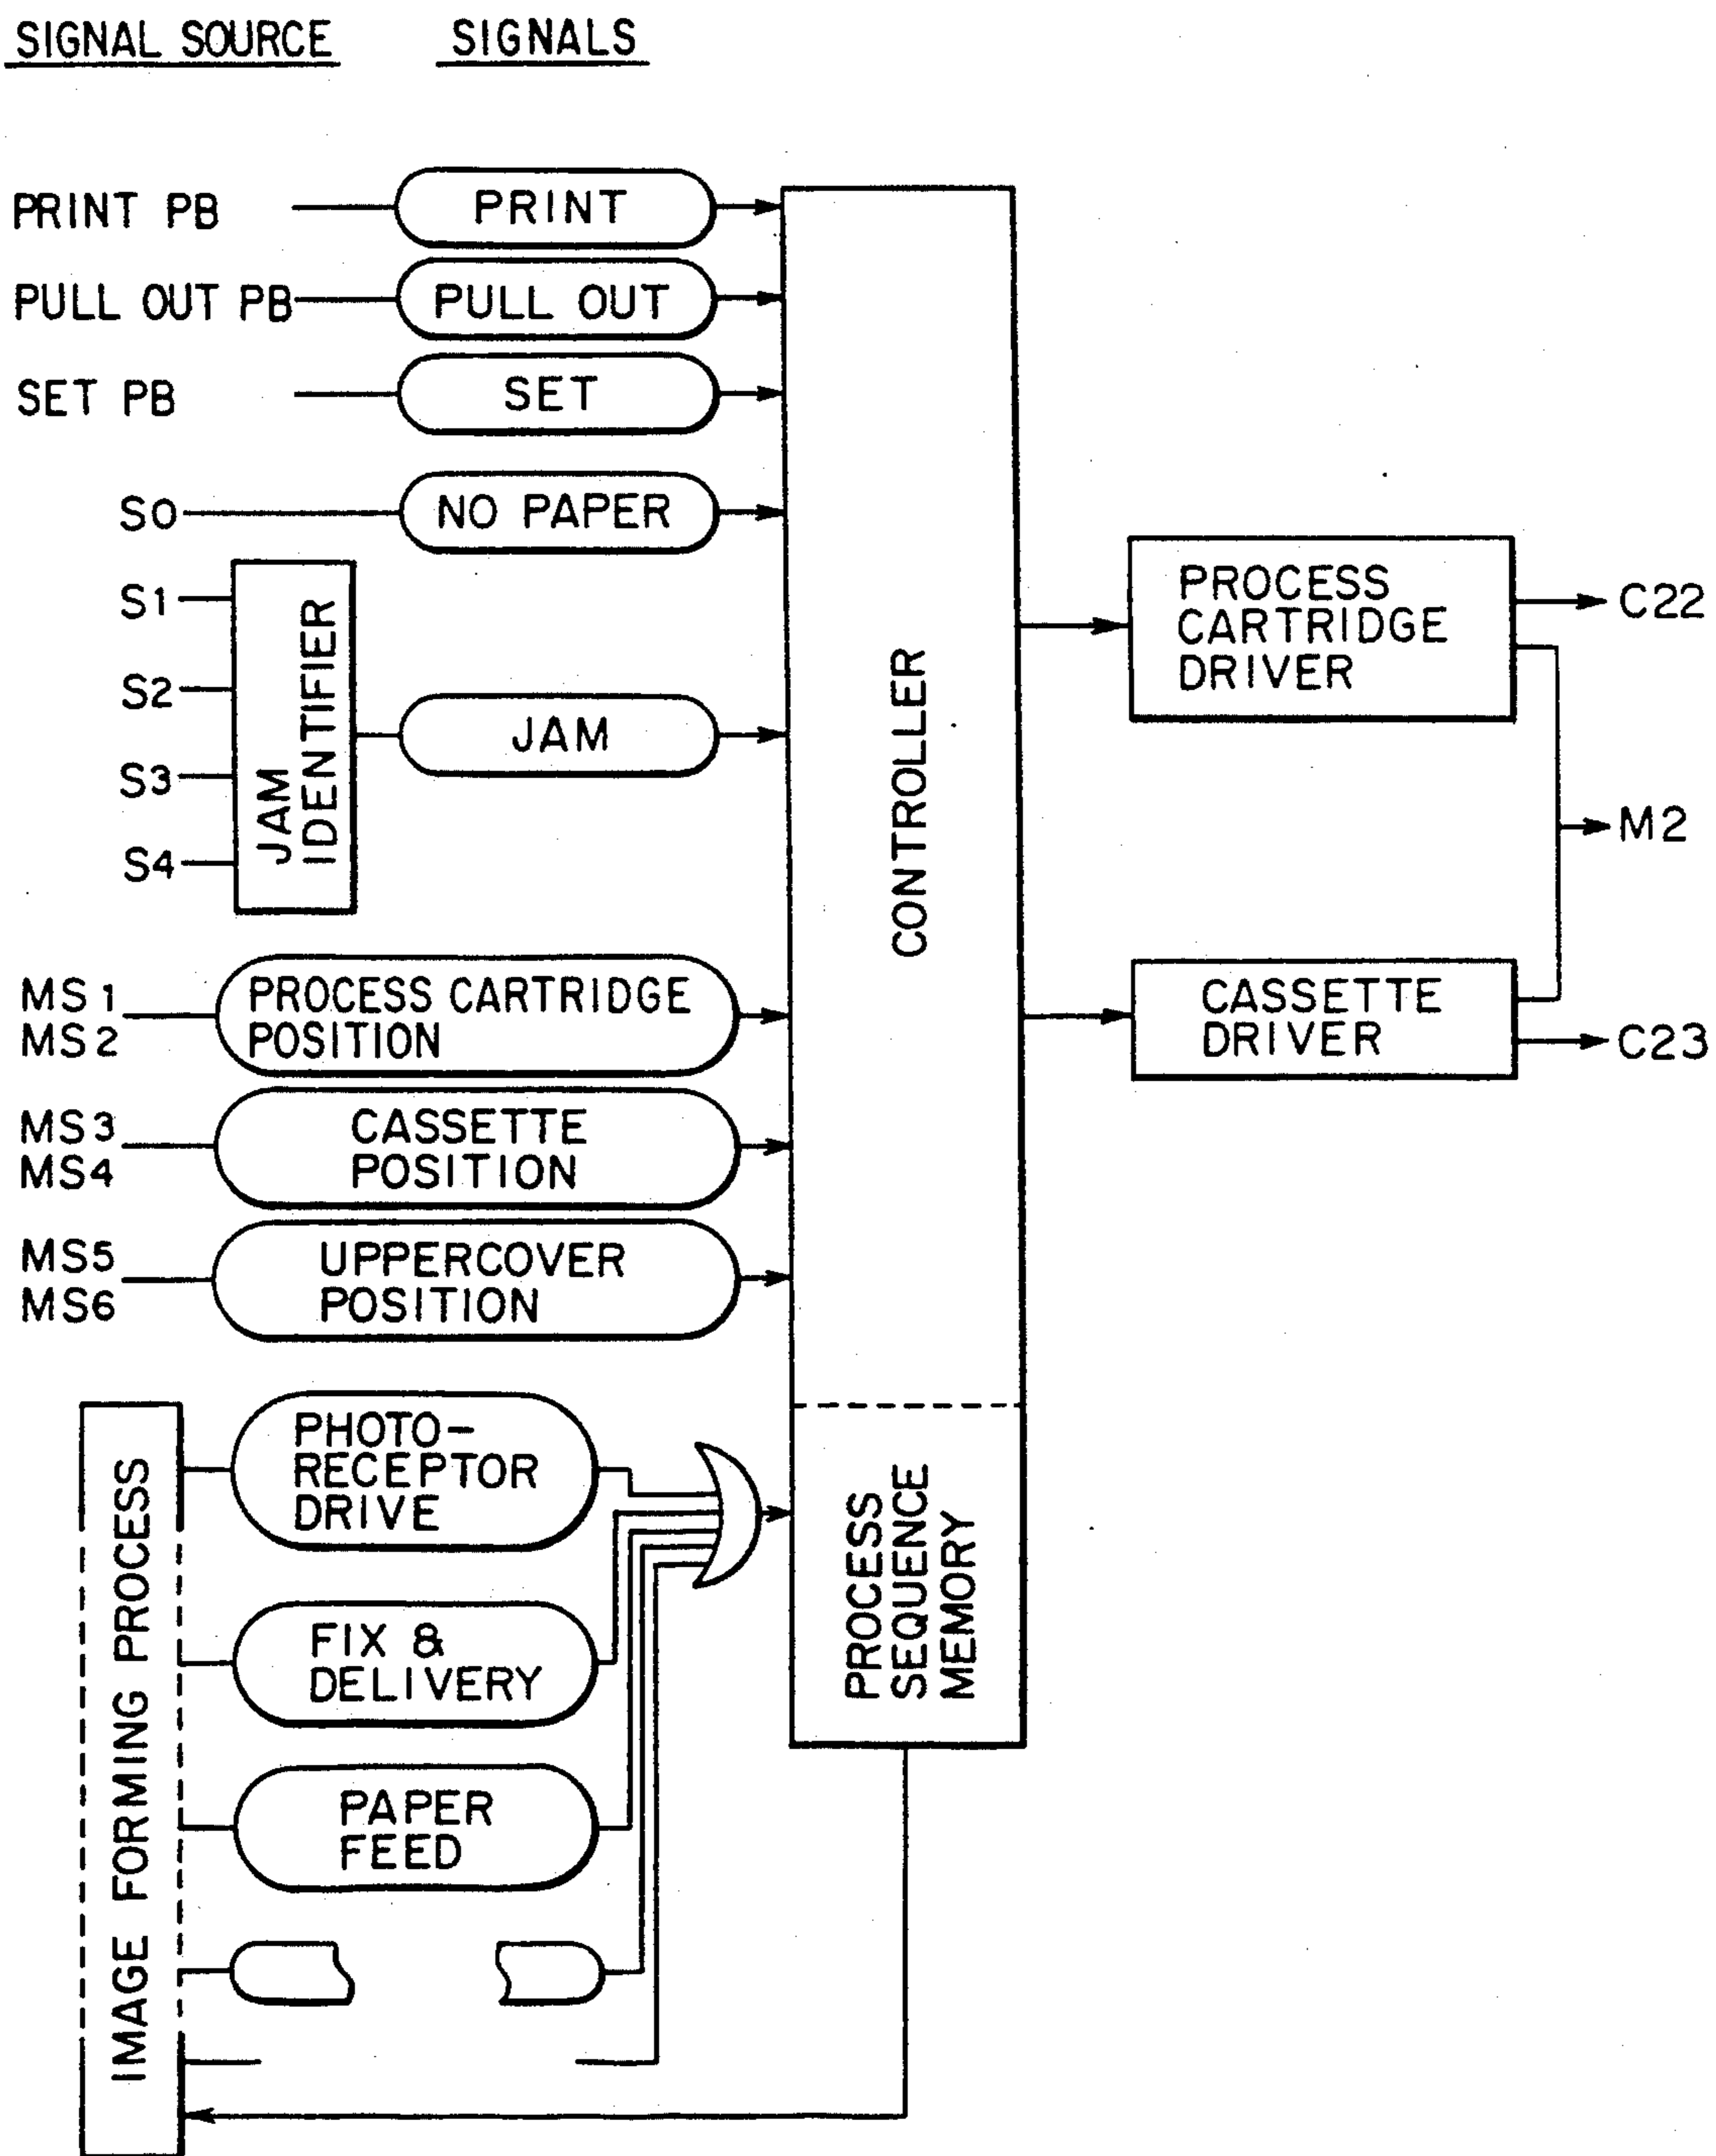 SIGNAL SOURCE
SIGNALS
PRINT PB
PRINT
PULL OUT PB
PULL OUT
SET PB
SET
S0
NO PAPER
S1
S2
S3
S4
JAM
IDENTIFIER
JAM
MS1
MS2
PROCESS CARTRIDGE
POSITION
MS3
MS4
CASSETTE
POSITION
MS5
MS6
UPPERCOVER
POSITION
IMAGE FORMING PROCESS
PHOTO-
RECEPTOR
DRIVE
FIX &
DELIVERY
PAPER
FEED
CONTROLLER
PROCESS
SEQUENCE
MEMORY
PROCESS
CARTRIDGE
DRIVER
C22
M2
CASSETTE
DRIVER
C23